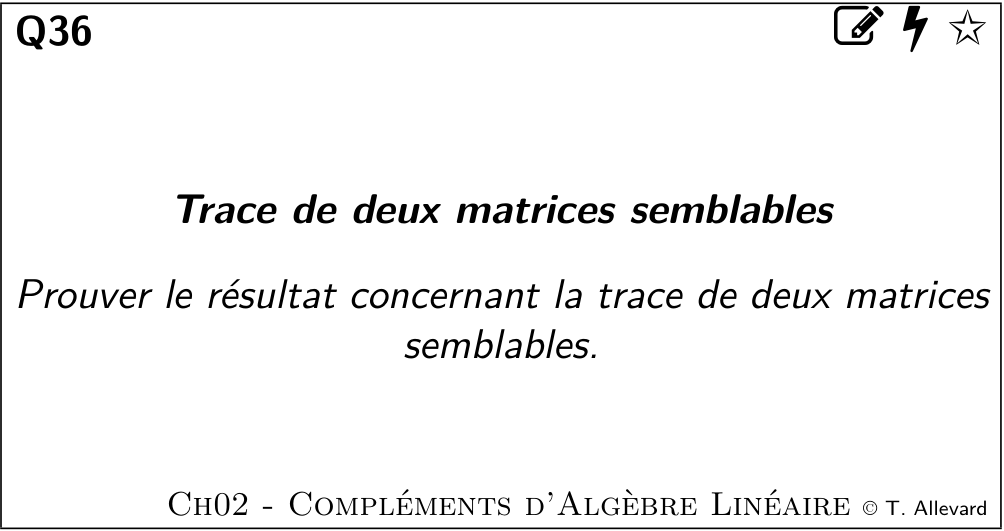 Q36
Trace de deux matrices semblables
Prouver le résultat concernant la trace de deux matrices
semblables.
Ch02 - Compléments d'Algèbre Linéaire © T. Allevard